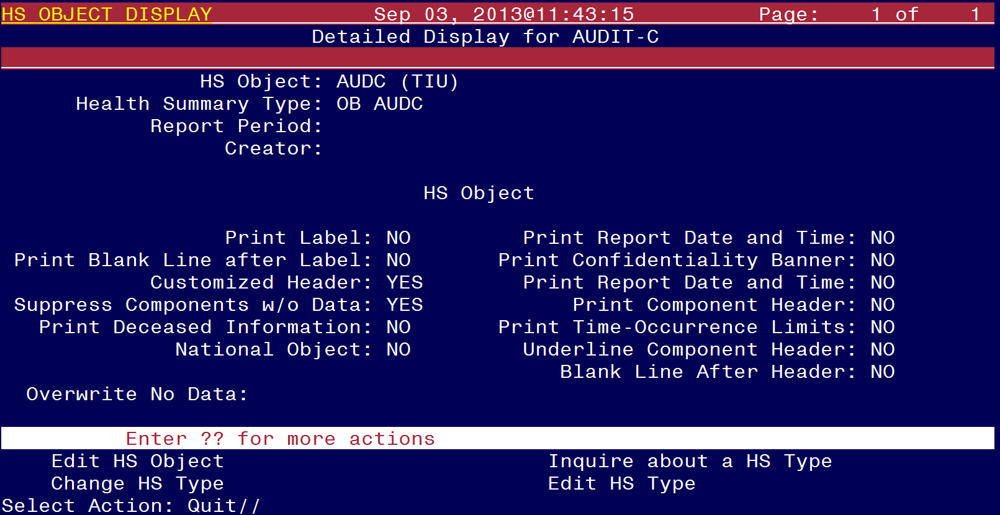 HS OBJECT DISPLAY Sep 03, 2013@11:43:15 Page: 1 of 1
Detailed Display for AUDIT-C
HS Object: AUDC (TIU)
Health Summary Type: OB AUDC
Report Period:
Creator:
HS Object
Print Label: NO Print Report Date and Time: NO
Print Blank Line after Label: NO Print Confidentiality Banner: NO
Customized Header: YES Print Report Date and Time: NO
Suppress Components w/o Data: YES Print Component Header: NO
Print Deceased Information: NO Print Time-Occurrence Limits: NO
National Object: NO Underline Component Header: NO
Blank Line After Header: NO
Overwrite No Data:
Enter ?? for more actions
Edit HS Object Inquire about a HS Type
Change HS Type Edit HS Type
Select Action: Quit//